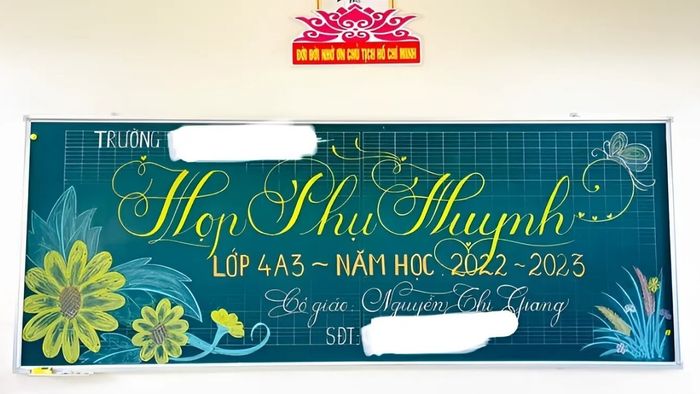 ĐỜI ĐỜI NHỚ ƠN CHỦ TỊCH HỒ CHÍ MINH
TRƯỜNG
Họp Phụ Huynh
LỚP 4A3 ~ NĂM HỌC: 2022 ~ 2023
Cô giáo: Nguyễn Thị Giang
SĐT: